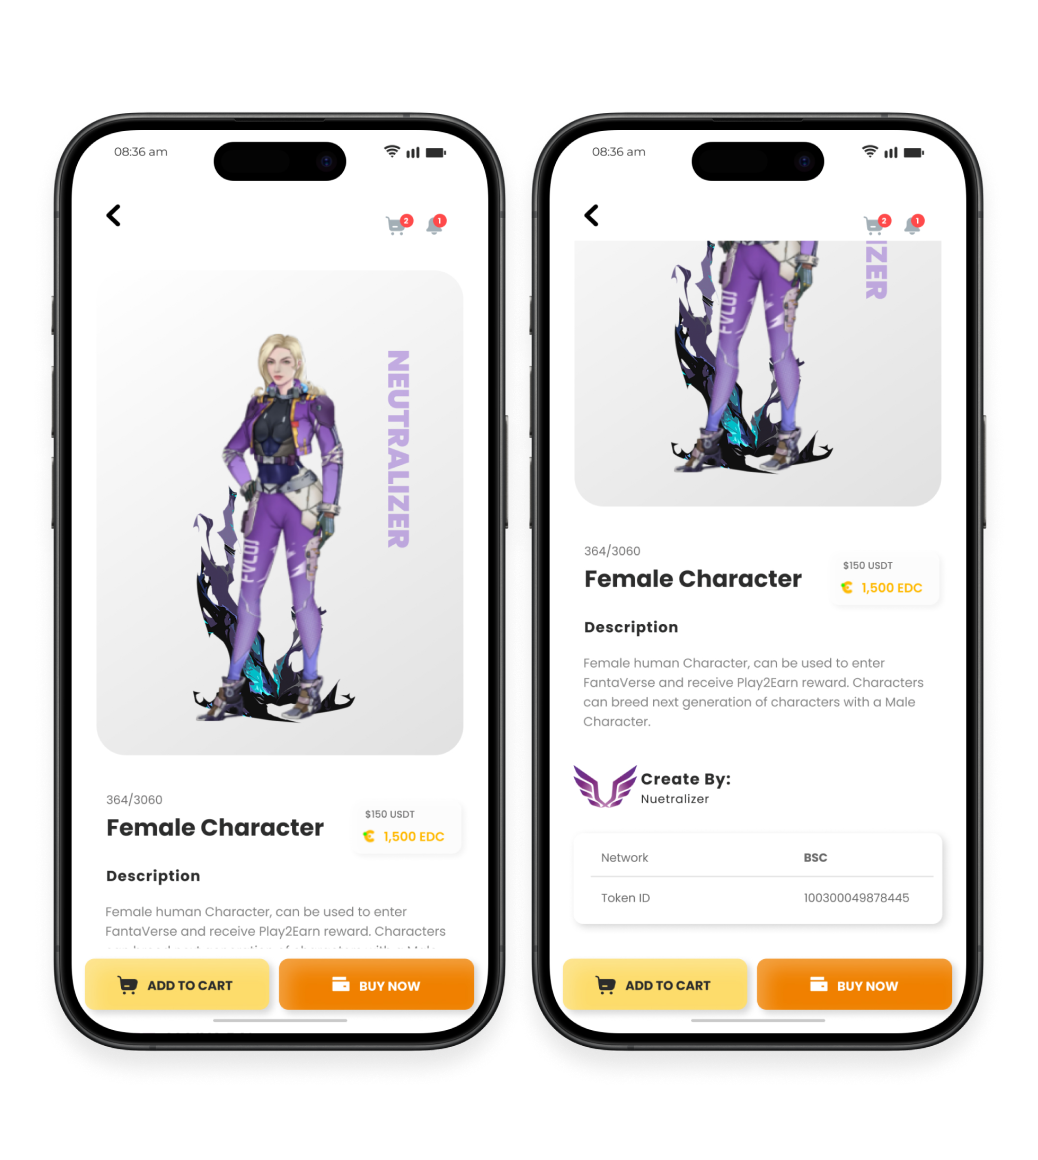 08:36 am
2
1
NEUTRALIZER
FVLCJ
364/3060
Female Character
$150 USDT
1,500 EDC
Description
Female human Character, can be used to enter
FantaVerse and receive Play2Earn reward. Characters
ADD TO CART
BUY NOW
08:36 am
2
1
IZER
364/3060
Female Character
$150 USDT
1,500 EDC
Description
Female human Character, can be used to enter
FantaVerse and receive Play2Earn reward. Characters
can breed next generation of characters with a Male
Character.
Create By:
Nuetralizer
Network
BSC
Token ID
100300049878445
ADD TO CART
BUY NOW